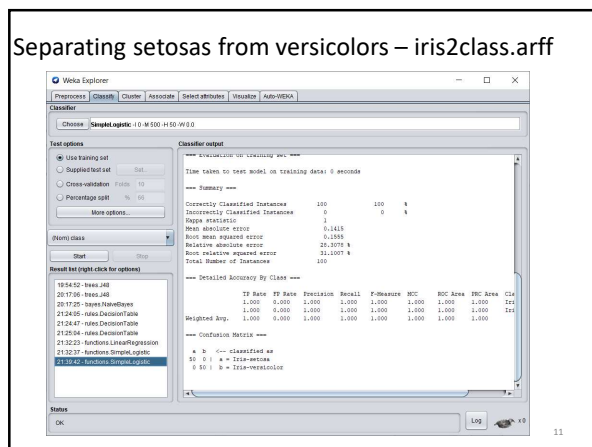 Separating setosas from versicolors – iris2class.arff
Weka Explorer
Preprocess Classify Cluster Associate Select attributes Visualize Auto-WEKA
Classifier
Choose SimpleLogistic -I 0 -M 500 -H 50 -W 0.0
Test options
Use training set
Supplied test set Set...
Cross-validation Folds 10
Percentage split % 66
More options...
(Nom) class
Start Stop
Result list (right-click for options)
19:54:52 - trees.J48
20:17:06 - trees.J48
20:17:25 - bayes.NaiveBayes
21:24:05 - rules.DecisionTable
21:24:47 - rules.DecisionTable
21:25:04 - rules.DecisionTable
21:32:23 - functions.LinearRegression
21:32:37 - functions.SimpleLogistic
21:39:42 - functions.SimpleLogistic
Classifier output
=== Evaluation on training set ===
Time taken to test model on training data: 0 seconds
=== Summary ===
Correctly Classified Instances 100 100 %
Incorrectly Classified Instances 0 0 %
Kappa statistic 1
Mean absolute error 0.1415
Root mean squared error 0.1555
Relative absolute error 28.3078 %
Root relative squared error 31.1007 %
Total Number of Instances 100
=== Detailed Accuracy By Class ===
TP Rate FP Rate Precision Recall F-Measure MCC ROC Area PRC Area Cla
1.000 0.000 1.000 1.000 1.000 1.000 1.000 1.000 Iri
1.000 0.000 1.000 1.000 1.000 1.000 1.000 1.000 Iri
Weighted Avg. 1.000 0.000 1.000 1.000 1.000 1.000 1.000 1.000
=== Confusion Matrix ===
a b <-- classified as
50 0 | a = Iris-setosa
0 50 | b = Iris-versicolor
Status
OK
Log x 0
11